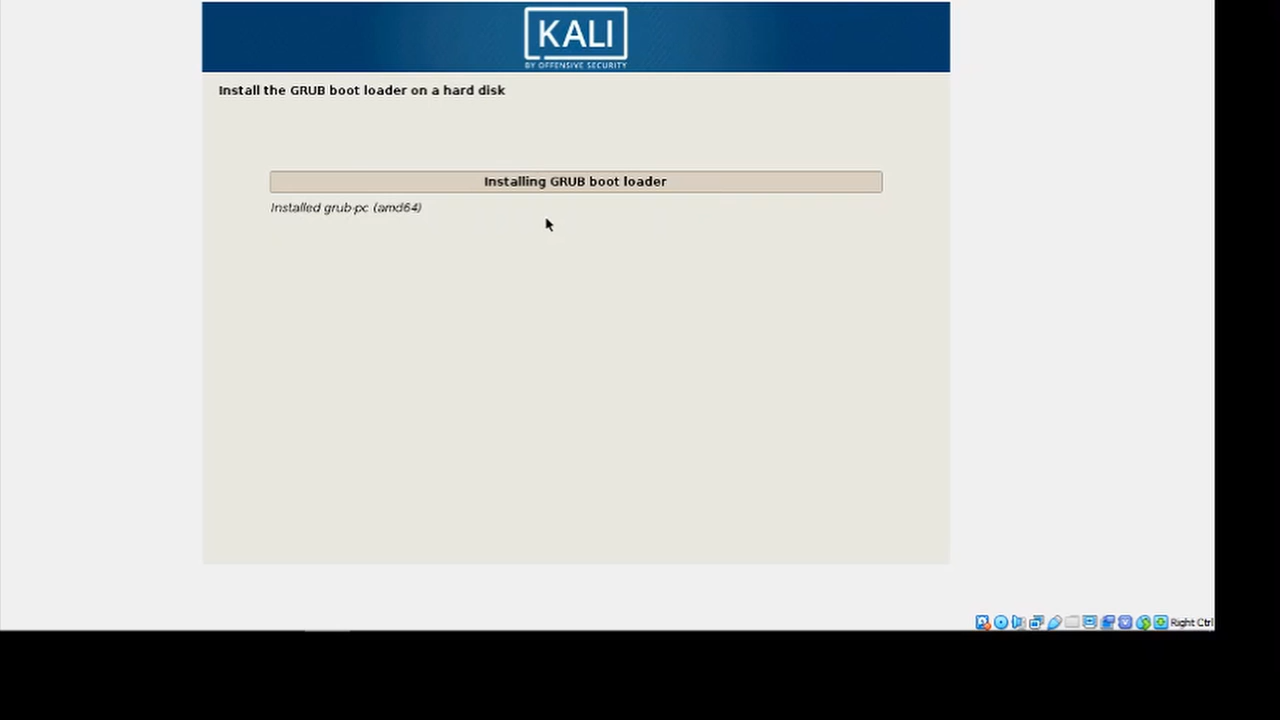 KALI
BY OFFENSIVE SECURITY
Install the GRUB boot loader on a hard disk
Installing GRUB boot loader
Installed grub-pc (amd64)
Right Ctrl